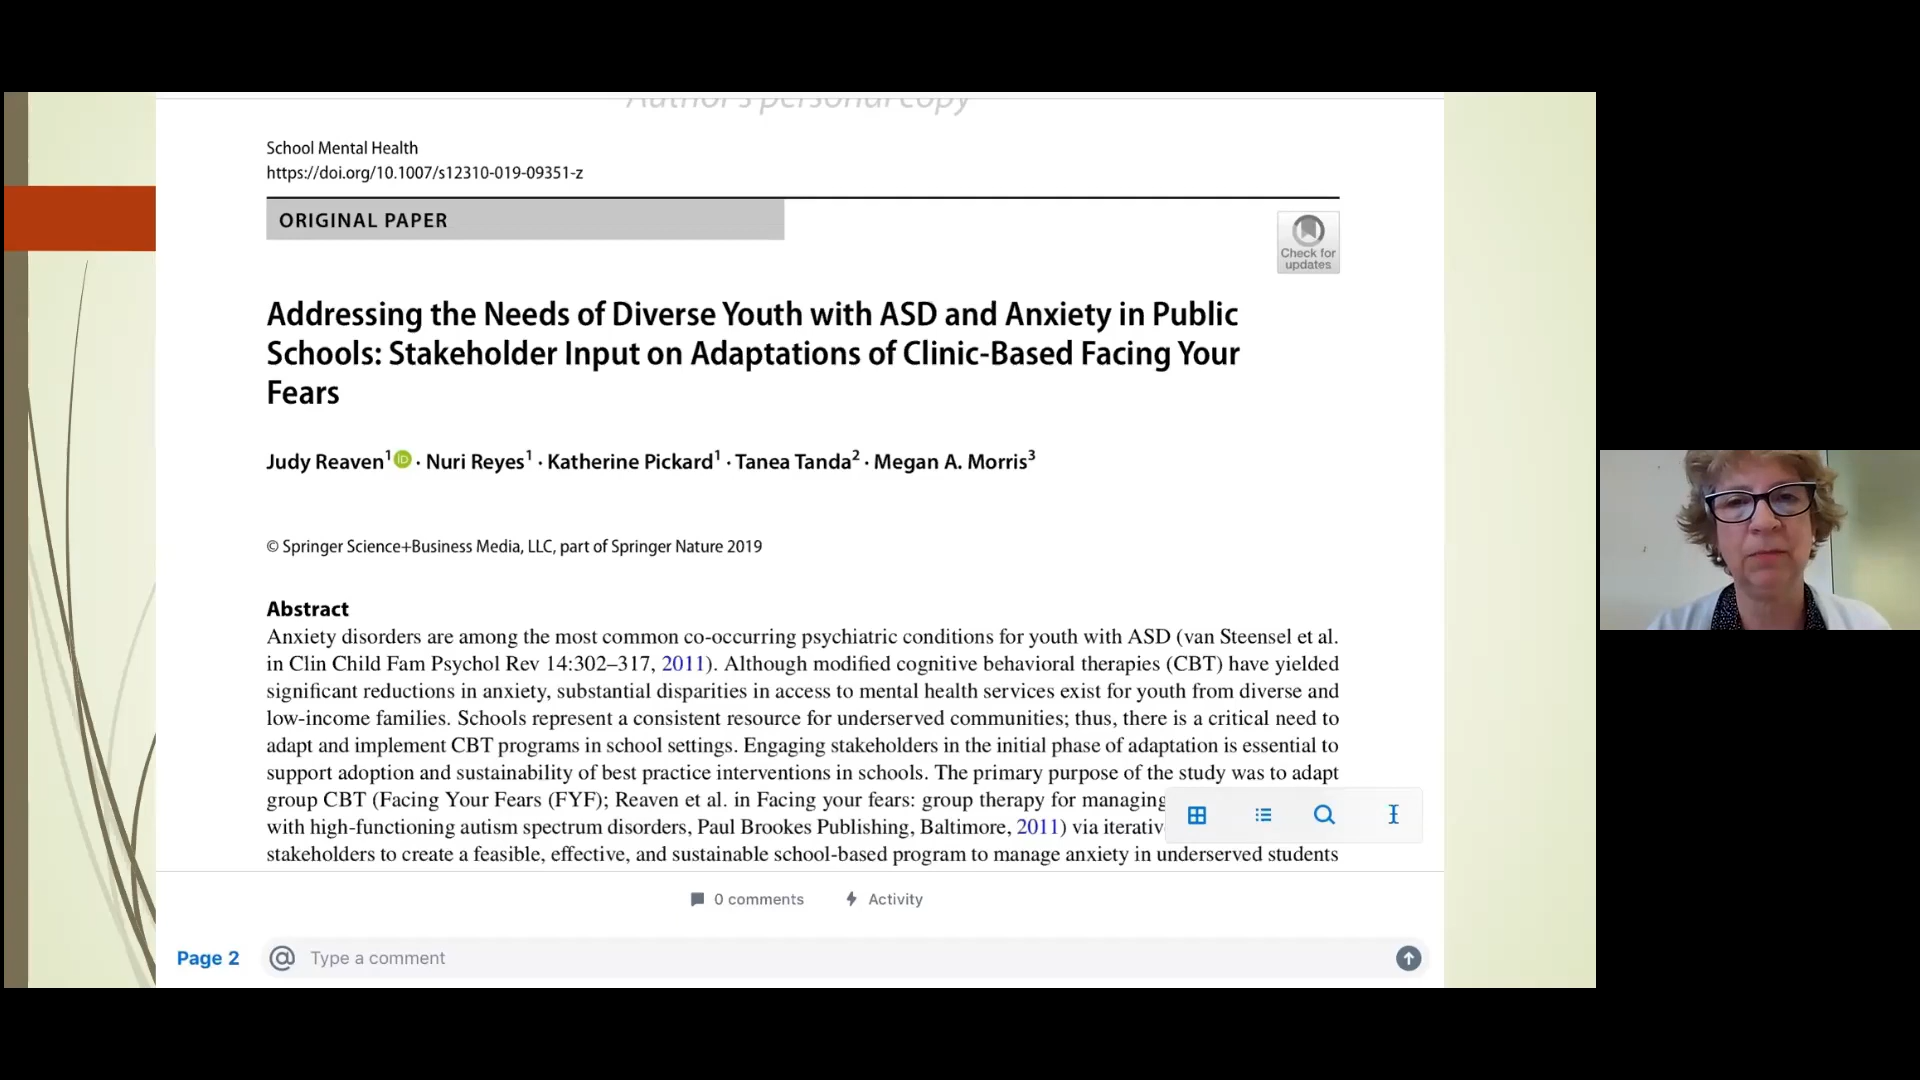 Author's personal copy
School Mental Health
https://doi.org/10.1007/s12310-019-09351-z
ORIGINAL PAPER
Check for
updates
Addressing the Needs of Diverse Youth with ASD and Anxiety in Public
Schools: Stakeholder Input on Adaptations of Clinic-Based Facing Your
Fears
Judy Reaven1 iD · Nuri Reyes1 · Katherine Pickard1 · Tanea Tanda2 · Megan A. Morris3
© Springer Science+Business Media, LLC, part of Springer Nature 2019
Abstract
Anxiety disorders are among the most common co-occurring psychiatric conditions for youth with ASD (van Steensel et al.
in Clin Child Fam Psychol Rev 14:302–317, 2011). Although modified cognitive behavioral therapies (CBT) have yielded
significant reductions in anxiety, substantial disparities in access to mental health services exist for youth from diverse and
low-income families. Schools represent a consistent resource for underserved communities; thus, there is a critical need to
adapt and implement CBT programs in school settings. Engaging stakeholders in the initial phase of adaptation is essential to
support adoption and sustainability of best practice interventions in schools. The primary purpose of the study was to adapt
group CBT (Facing Your Fears (FYF); Reaven et al. in Facing your fears: group therapy for managing
with high-functioning autism spectrum disorders, Paul Brookes Publishing, Baltimore, 2011) via iterativ
stakeholders to create a feasible, effective, and sustainable school-based program to manage anxiety in underserved students
0 comments
Activity
Page 2
@ Type a comment